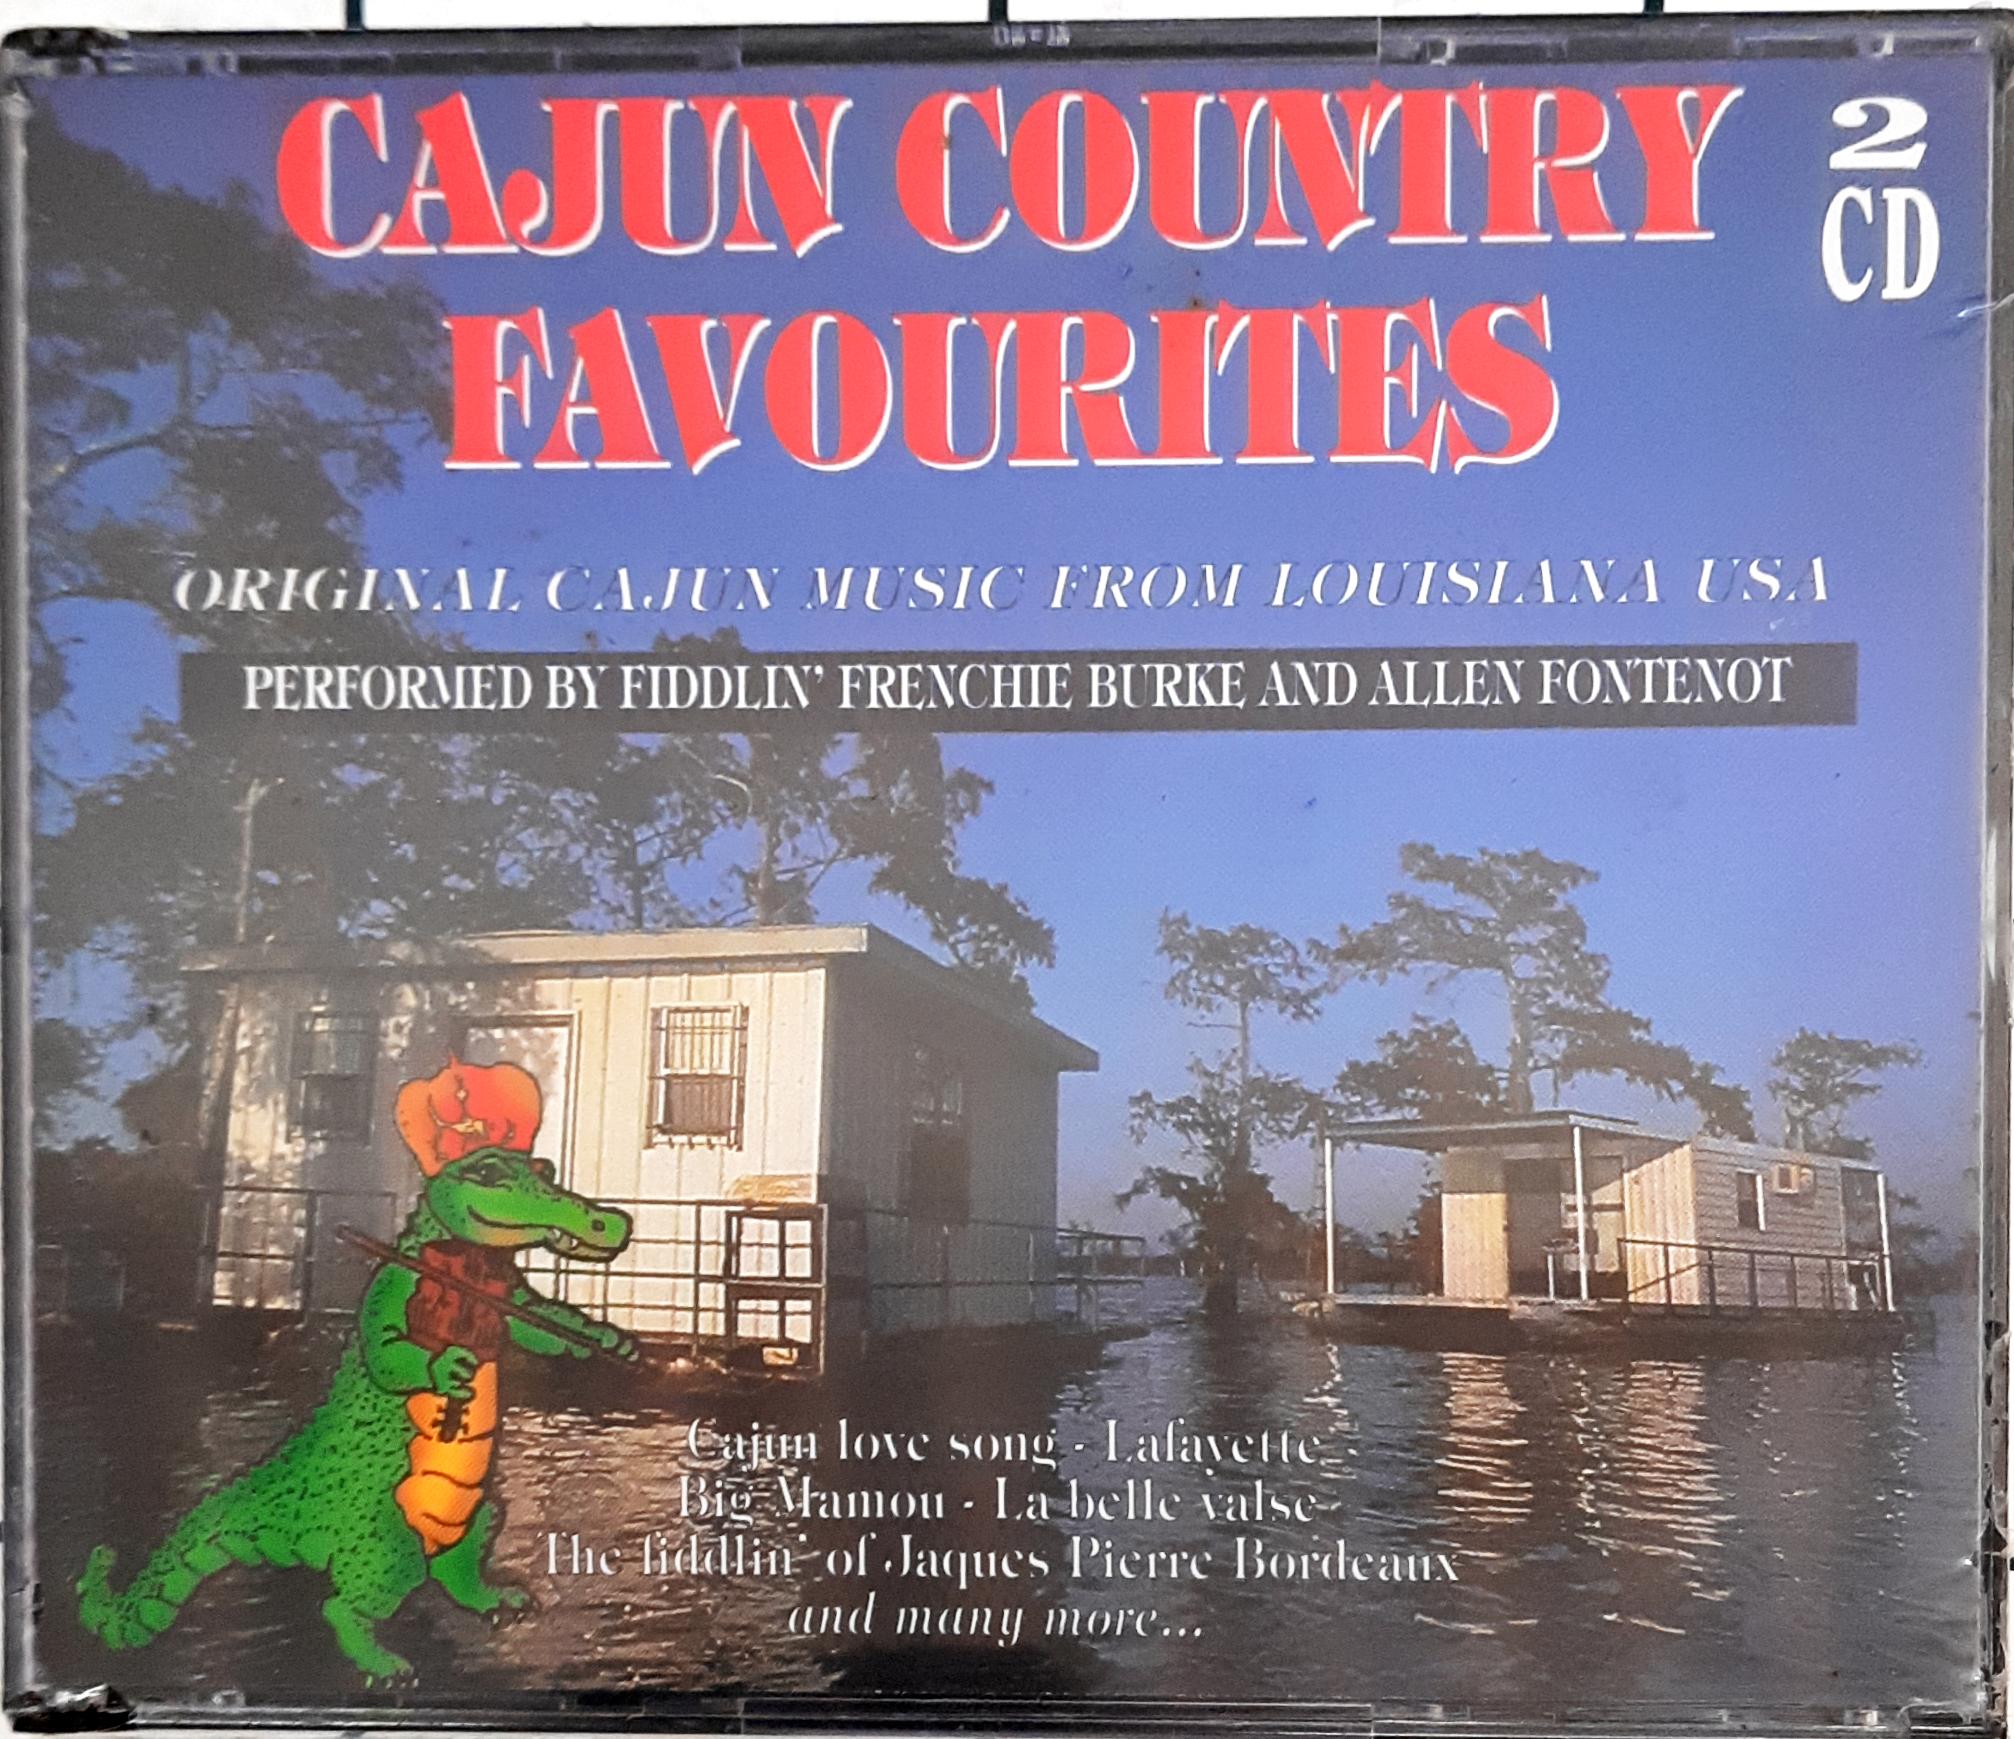 CAJUN COUNTRY
FAVOURITES
2
CD
ORIGINAL CAJUN MUSIC FROM LOUISIANA USA
PERFORMED BY FIDDLIN' FRENCHIE BURKE AND ALLEN FONTENOT
Cajun love song - Lafayette
Big Mamou - La belle valse
The fiddlin' of Jaques Pierre Bordeaux
and many more...